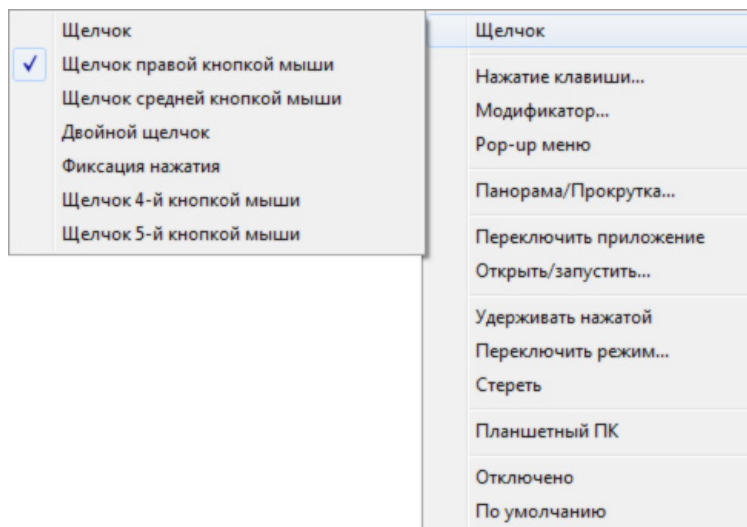 Щелчок
Щелчок правой кнопкой мыши
Щелчок средней кнопкой мыши
Двойной щелчок
Фиксация нажатия
Щелчок 4-й кнопкой мыши
Щелчок 5-й кнопкой мыши
Щелчок
Нажатие клавиши...
Модификатор...
Pop-up меню
Панорама/Прокрутка...
Переключить приложение
Открыть/запустить...
Удерживать нажатой
Переключить режим...
Стереть
Планшетный ПК
Отключено
По умолчанию